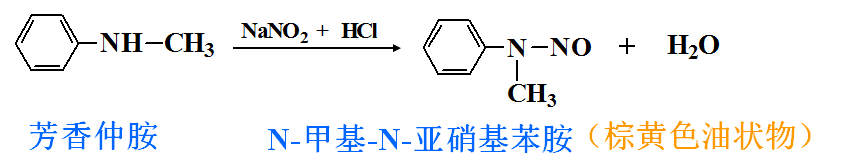 NH—CH₃ NaNO₂ + HCl N—NO + H₂O
CH₃
芳香仲胺 N-甲基-N-亚硝基苯胺（棕黄色油状物）